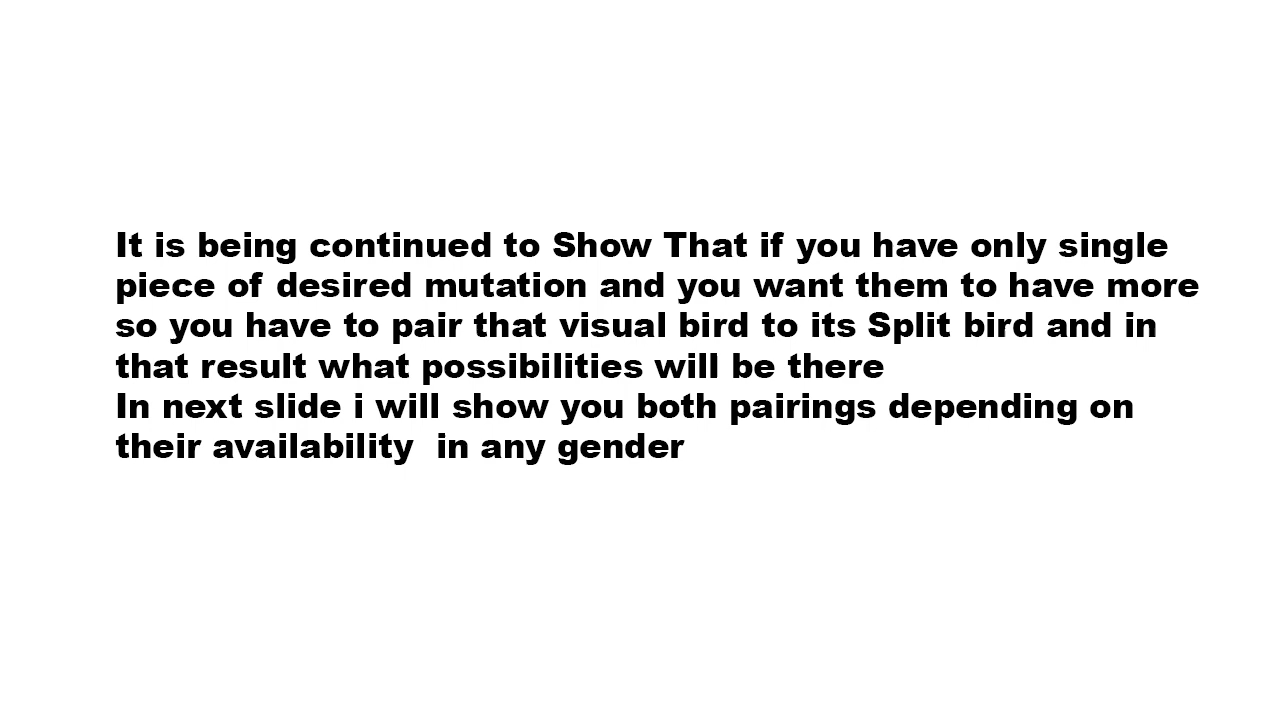 It is being continued to Show That if you have only single
piece of desired mutation and you want them to have more
so you have to pair that visual bird to its Split bird and in
that result what possibilities will be there
In next slide i will show you both pairings depending on
their availability  in any gender